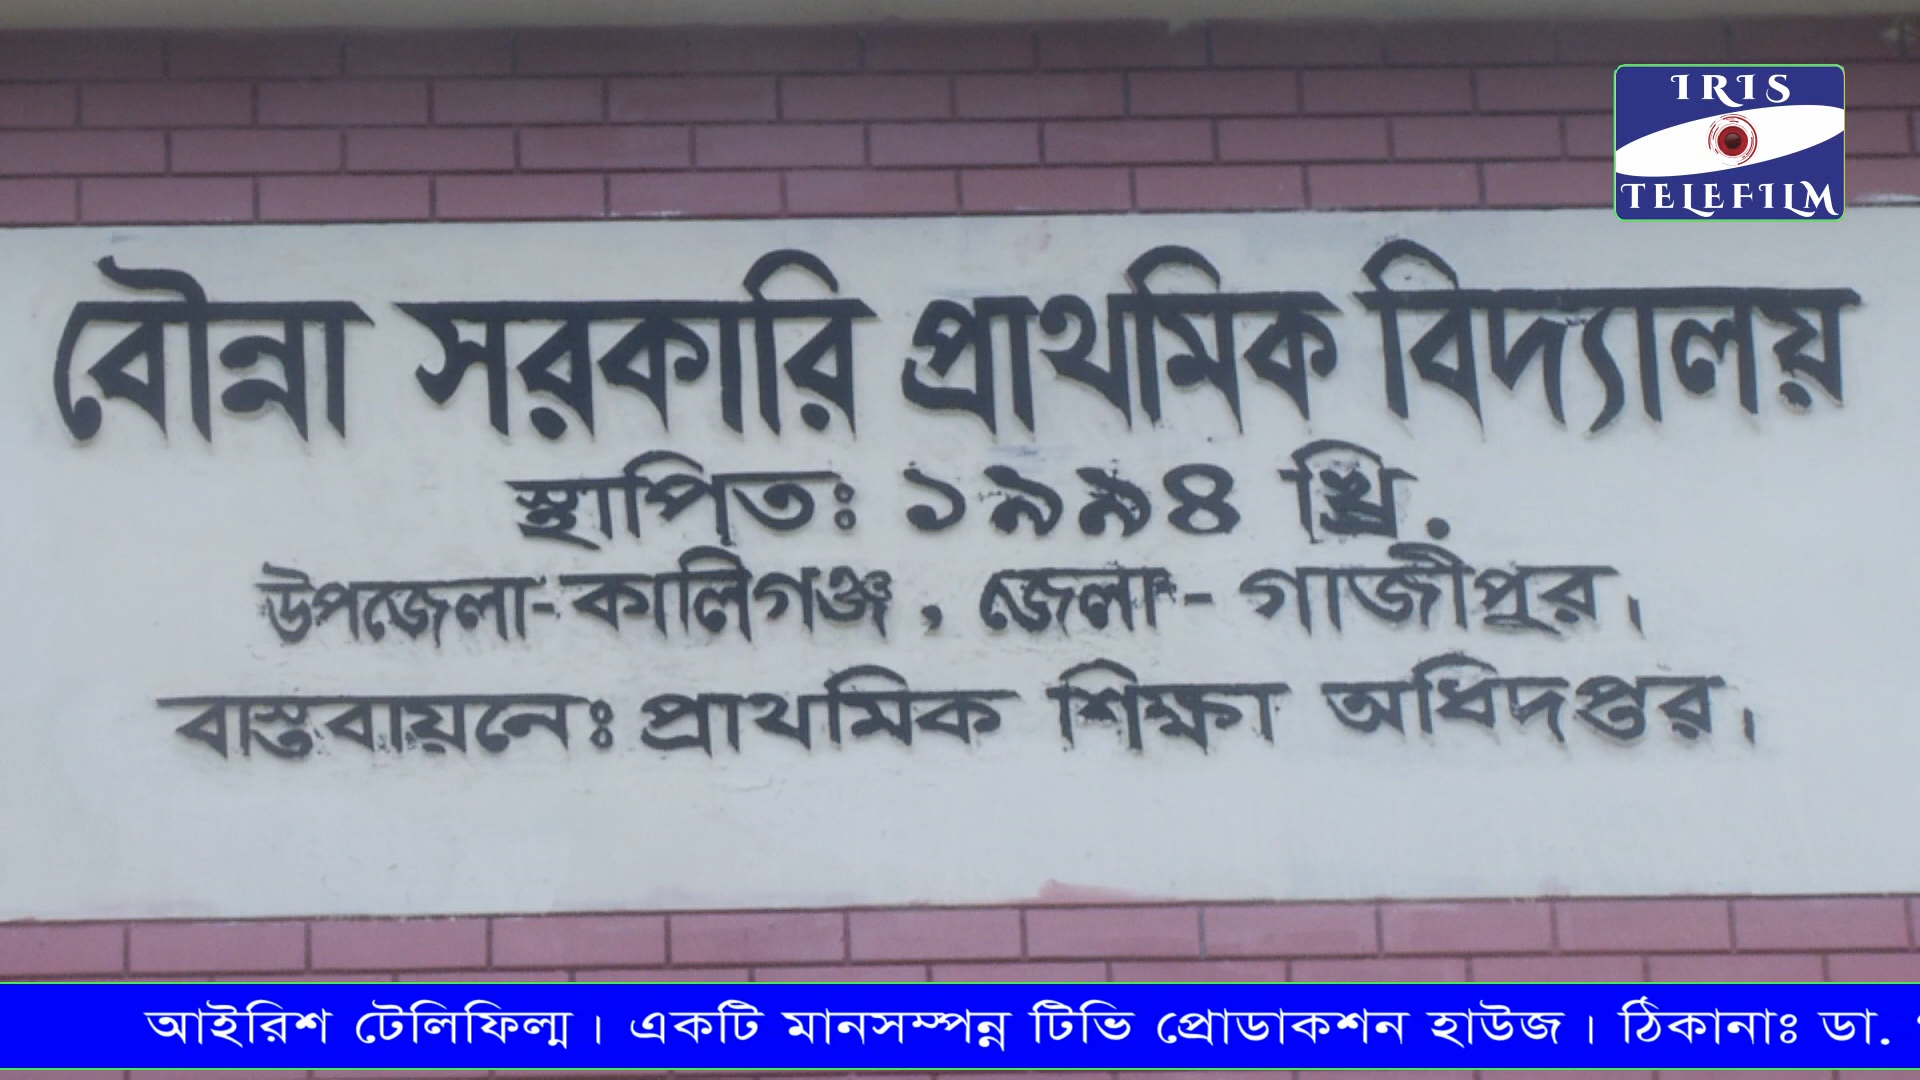 IRIS
TELEFILM
বৌন্না সরকারি প্রাথমিক বিদ্যালয়
স্থাপিতঃ ১৯৯৪ খ্রি.
উপজেলা-কালিগঞ্জ, জেলা-গাজীপুর।
বাস্তবায়নেঃ প্রাথমিক শিক্ষা অধিদপ্তর।
আইরিশ টেলিফিল্ম। একটি মানসম্পন্ন টিভি প্রোডাকশন হাউজ। ঠিকানাঃ ডা.